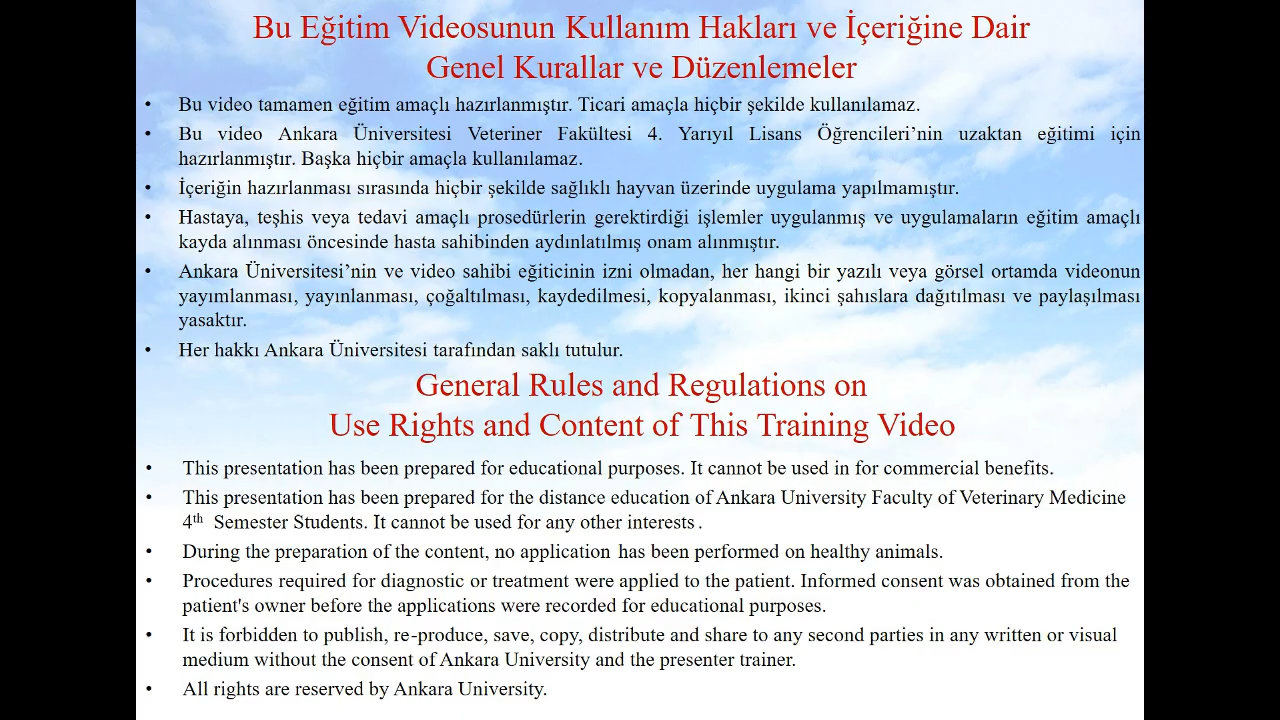 Bu Eğitim Videosunun Kullanım Hakları ve İçeriğine Dair
Genel Kurallar ve Düzenlemeler
• Bu video tamamen eğitim amaçlı hazırlanmıştır. Ticari amaçla hiçbir şekilde kullanılamaz.
• Bu video Ankara Üniversitesi Veteriner Fakültesi 4. Yarıyıl Lisans Öğrencileri’nin uzaktan eğitimi için
hazırlanmıştır. Başka hiçbir amaçla kullanılamaz.
• İçeriğin hazırlanması sırasında hiçbir şekilde sağlıklı hayvan üzerinde uygulama yapılmamıştır.
• Hastaya, teşhis veya tedavi amaçlı prosedürlerin gerektirdiği işlemler uygulanmış ve uygulamaların eğitim amaçlı
kayda alınması öncesinde hasta sahibinden aydınlatılmış onam alınmıştır.
• Ankara Üniversitesi’nin ve video sahibi eğiticinin izni olmadan, her hangi bir yazılı veya görsel ortamda videonun
yayımlanması, yayınlanması, çoğaltılması, kaydedilmesi, kopyalanması, ikinci şahıslara dağıtılması ve paylaşılması
yasaktır.
• Her hakkı Ankara Üniversitesi tarafından saklı tutulur.
General Rules and Regulations on
Use Rights and Content of This Training Video
• This presentation has been prepared for educational purposes. It cannot be used in for commercial benefits.
• This presentation has been prepared for the distance education of Ankara University Faculty of Veterinary Medicine
4th Semester Students. It cannot be used for any other interests.
• During the preparation of the content, no application has been performed on healthy animals.
• Procedures required for diagnostic or treatment were applied to the patient. Informed consent was obtained from the
patient's owner before the applications were recorded for educational purposes.
• It is forbidden to publish, re-produce, save, copy, distribute and share to any second parties in any written or visual
medium without the consent of Ankara University and the presenter trainer.
• All rights are reserved by Ankara University.